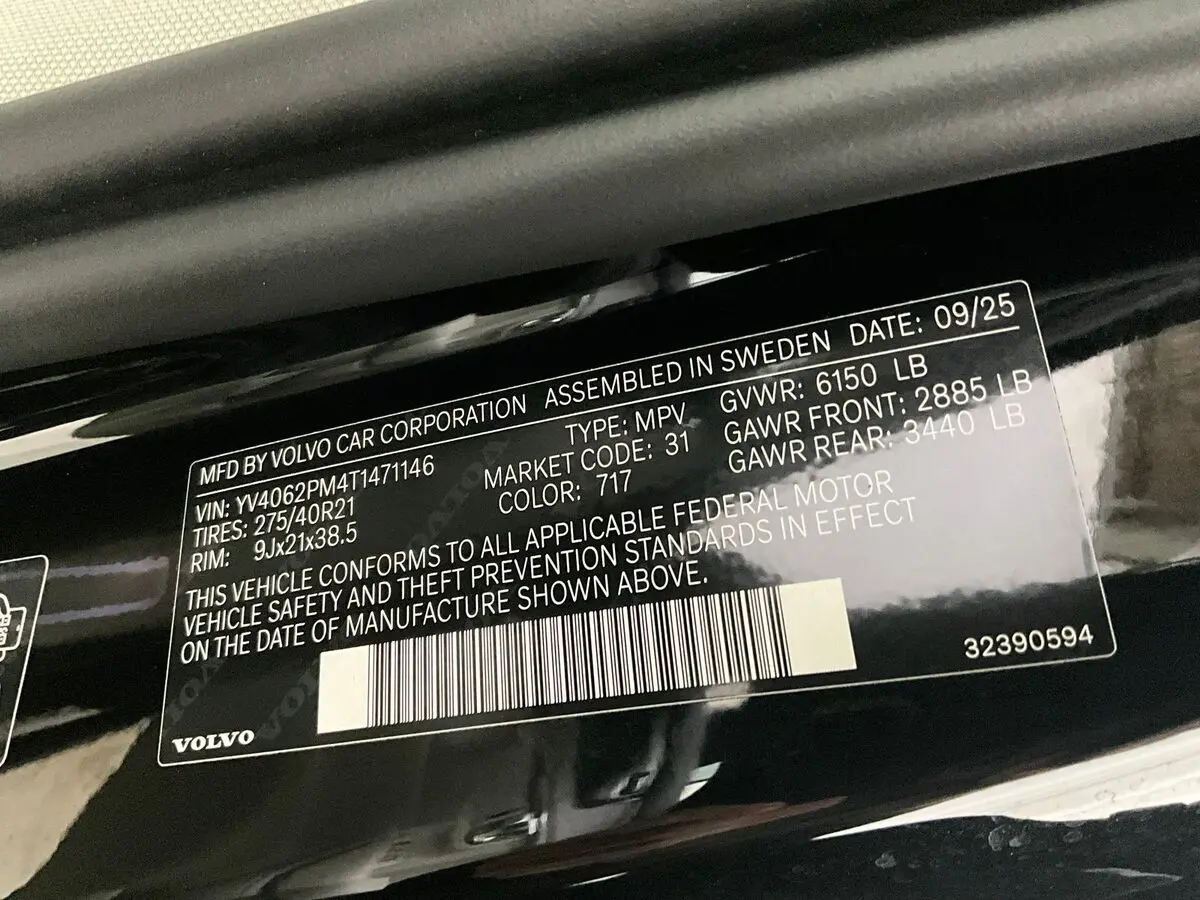 MFD BY VOLVO CAR CORPORATION ASSEMBLED IN SWEDEN DATE: 09/25
VIN: YV4062PM4T1471146 TYPE: MPV GVWR: 6150 LB
TIRES: 275/40R21 MARKET CODE: 31 GAWR FRONT: 2885 LB
RIM: 9Jx21x38.5 COLOR: 717 GAWR REAR: 3440 LB
THIS VEHICLE CONFORMS TO ALL APPLICABLE FEDERAL MOTOR
VEHICLE SAFETY AND THEFT PREVENTION STANDARDS IN EFFECT
ON THE DATE OF MANUFACTURE SHOWN ABOVE.
32390594
VOLVO